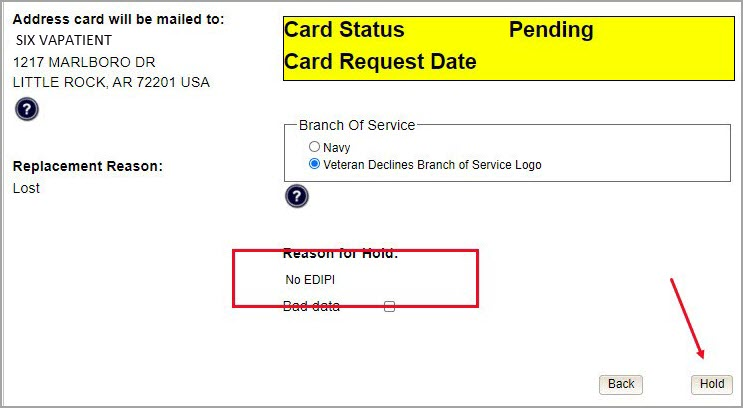 Address card will be mailed to:
SIX VAPATIENT
1217 MARLBORO DR
LITTLE ROCK, AR 72201 USA
?
Replacement Reason:
Lost
Card Status Pending
Card Request Date
Branch Of Service
Navy
Veteran Declines Branch of Service Logo
?
Reason for Hold:
No EDIPI
Bad data
Back Hold